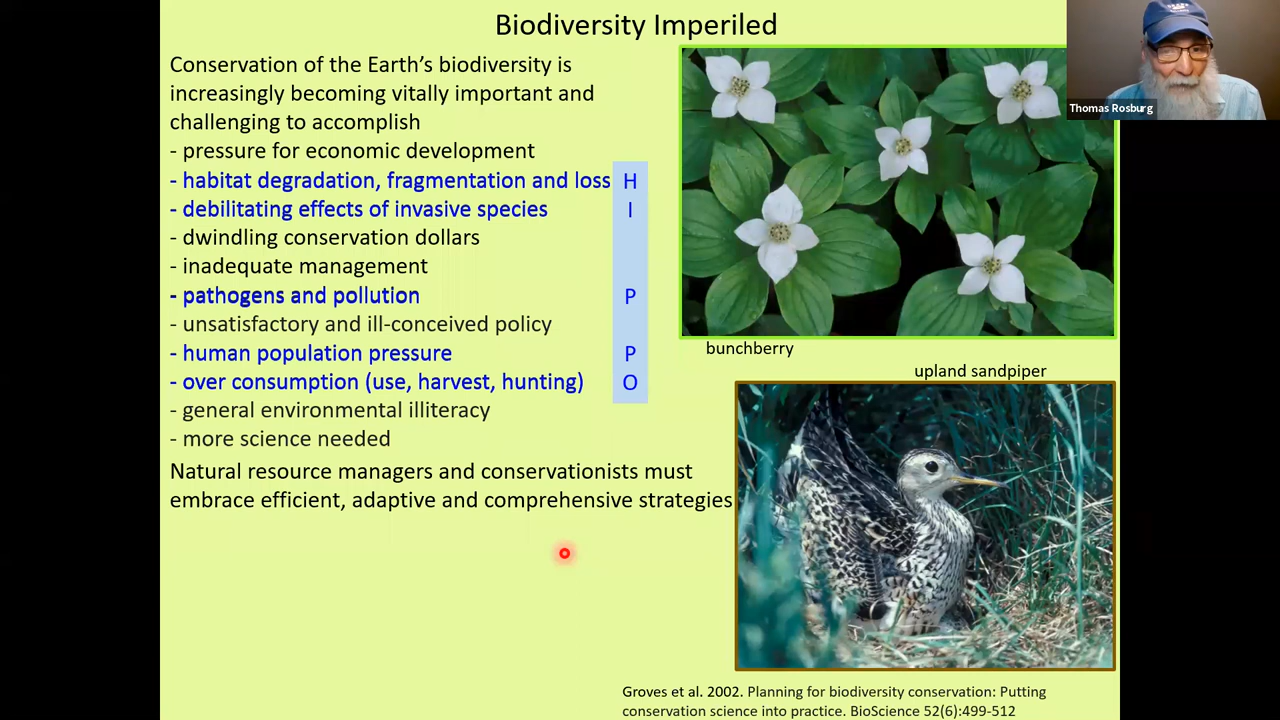 Biodiversity Imperiled
Conservation of the Earth's biodiversity is
increasingly becoming vitally important and
challenging to accomplish
- pressure for economic development
- habitat degradation, fragmentation and loss H
- debilitating effects of invasive species I
- dwindling conservation dollars
- inadequate management
- pathogens and pollution P
- unsatisfactory and ill-conceived policy
- human population pressure P
- over consumption (use, harvest, hunting) O
- general environmental illiteracy
- more science needed
Natural resource managers and conservationists must
embrace efficient, adaptive and comprehensive strategies
Thomas Rosburg
bunchberry
upland sandpiper
Groves et al. 2002. Planning for biodiversity conservation: Putting
conservation science into practice. BioScience 52(6):499-512